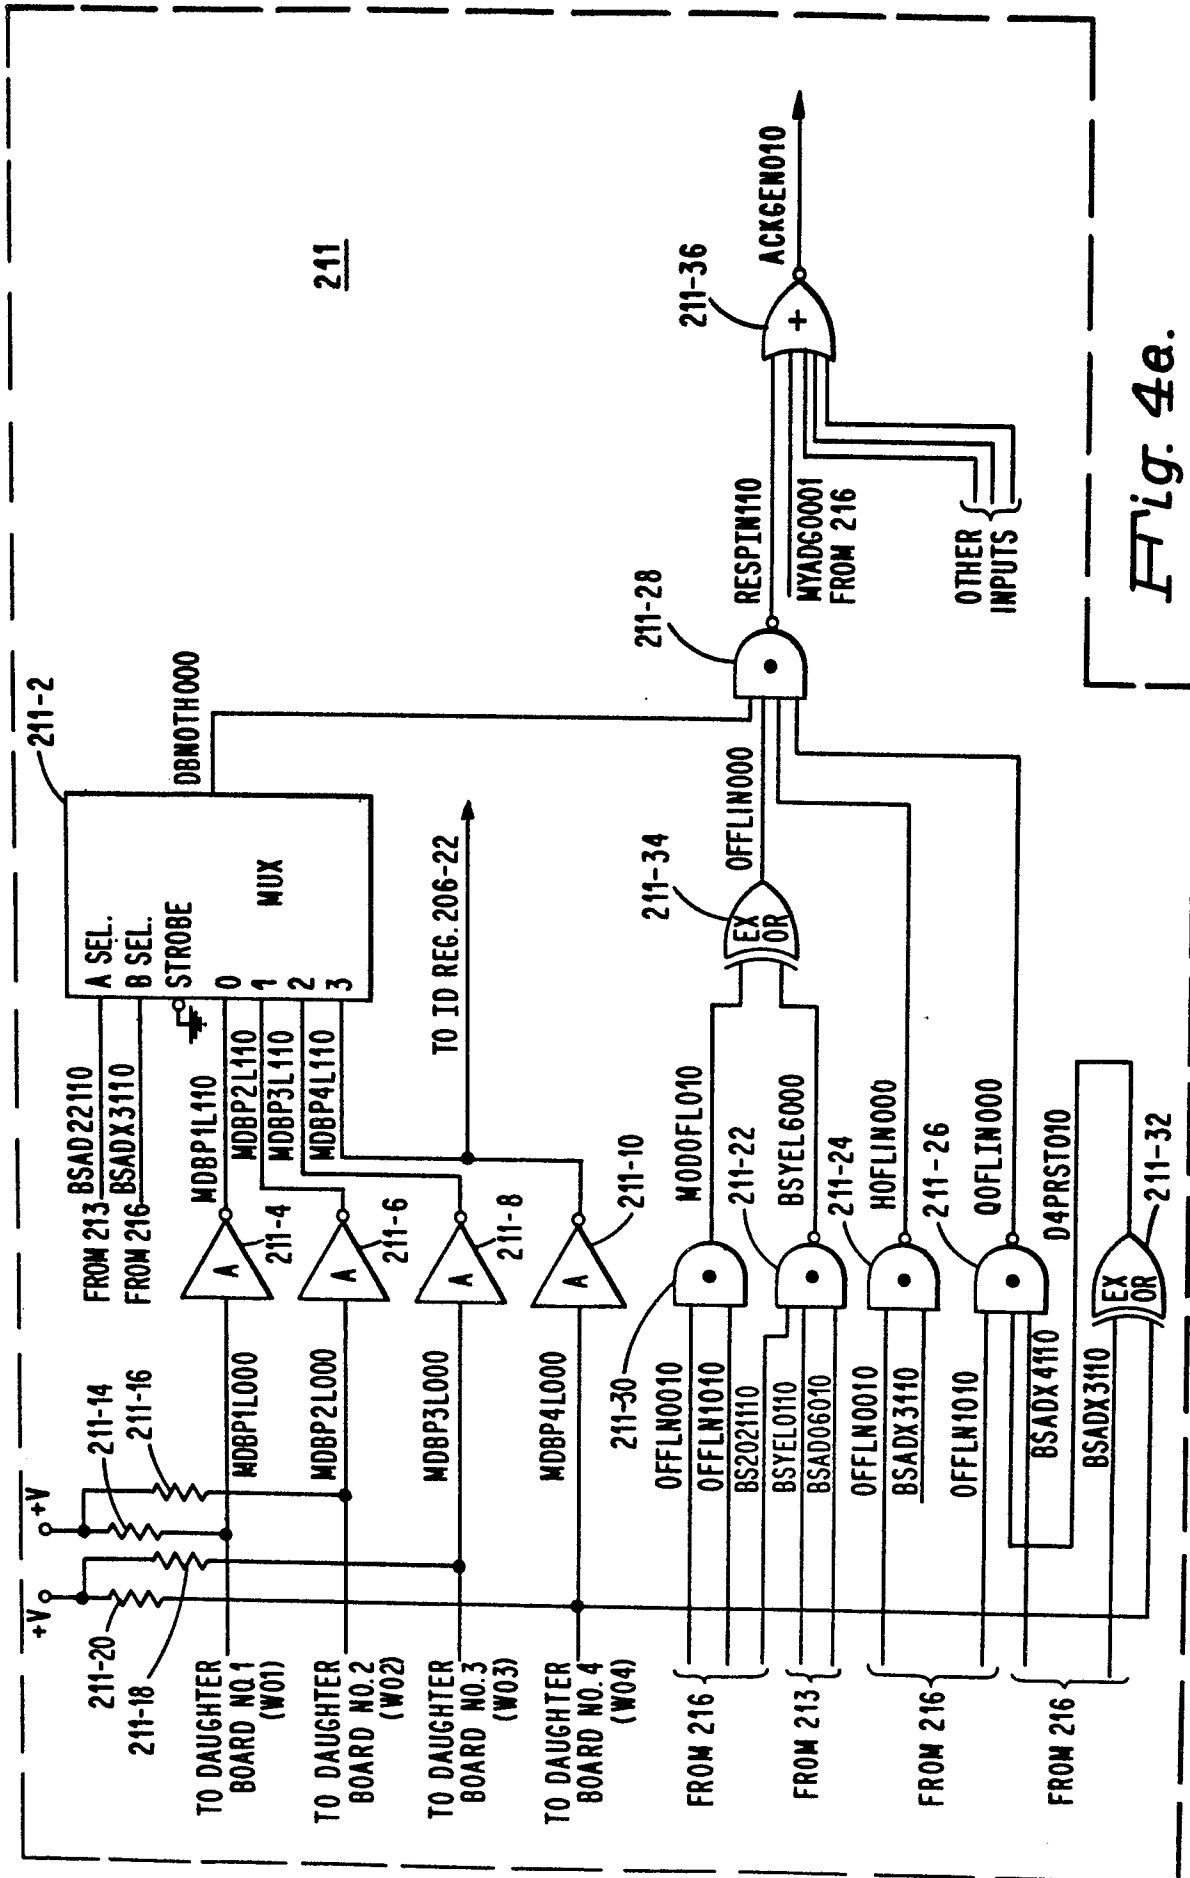 241
211-2
A SEL.
B SEL.
STROBE
0
1
2
3
MUX
DBNOTH000
FROM 213
BSAD22110
FROM 216
BSADX3110
MDBP1L110
MDBP2L110
MDBP3L110
MDBP4L110
TO ID REG. 206-22
+V
+V
211-14
211-16
211-20
211-18
A
211-4
A
211-6
A
211-8
A
211-10
MDBP1L000
MDBP2L000
MDBP3L000
MDBP4L000
TO DAUGHTER
BOARD NO.1
(W01)
TO DAUGHTER
BOARD NO.2
(W02)
TO DAUGHTER
BOARD NO.3
(W03)
TO DAUGHTER
BOARD NO.4
(W04)
211-30
OFFLN0010
OFFLN1010
BS2021110
BSYEL0110
BSAD06010
OFFLN0010
BSADX3110
OFFLN1010
BSADX4110
BSADX3110
FROM 216
FROM 213
FROM 216
FROM 216
MODOFL010
211-22
BSYEL6000
211-24
HOFLIN000
211-26
QOFLIN000
D4PRST010
EX
OR
211-32
EX
OR
211-34
OFFLIN000
211-28
RESPIN110
MYADG0001
FROM 216
OTHER
INPUTS
+
211-36
ACKGEN010
Fig. 4e.